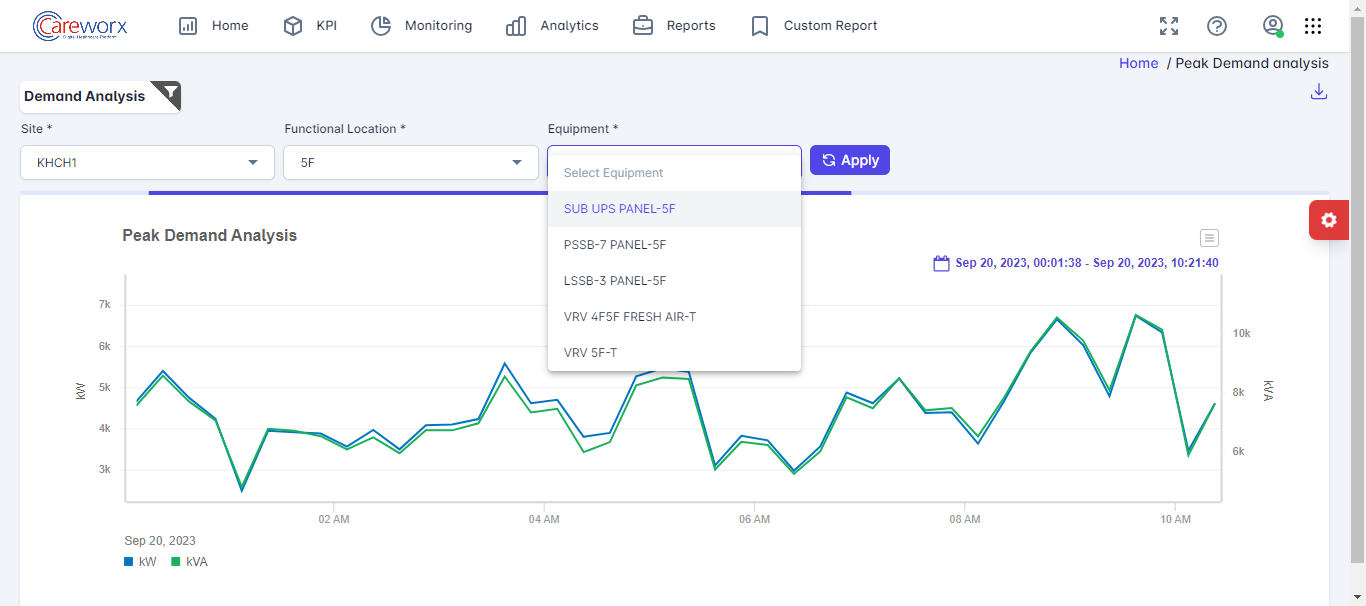 Careworx
Digital Healthcare Platform
Home
KPI
Monitoring
Analytics
Reports
Custom Report
Home / Peak Demand analysis
Demand Analysis
Site *
Functional Location *
Equipment *
KHCH1
5F
Apply
Select Equipment
SUB UPS PANEL-5F
PSSB-7 PANEL-5F
LSSB-3 PANEL-5F
VRV 4F5F FRESH AIR-T
VRV 5F-T
Peak Demand Analysis
Sep 20, 2023, 00:01:38 - Sep 20, 2023, 10:21:40
7k
6k
5k
4k
3k
kW
10k
8k
6k
kVA
02 AM
04 AM
06 AM
08 AM
10 AM
Sep 20, 2023
kW
kVA